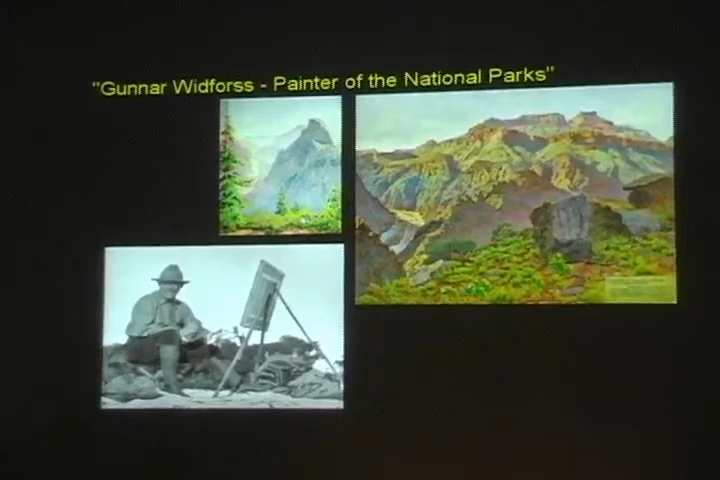 "Gunnar Widforss - Painter of the National Parks"